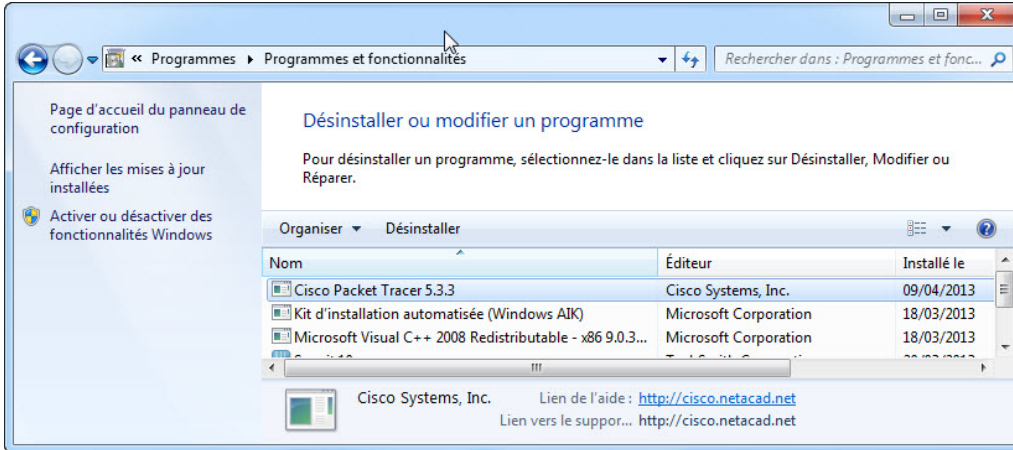 « Programmes Programmes et fonctionnalités Rechercher dans : Programmes et fonc...
Page d'accueil du panneau de
configuration
Afficher les mises à jour
installées
Activer ou désactiver des
fonctionnalités Windows
Désinstaller ou modifier un programme
Pour désinstaller un programme, sélectionnez-le dans la liste et cliquez sur Désinstaller, Modifier ou
Réparer.
Organiser Désinstaller
Nom Éditeur Installé le
Cisco Packet Tracer 5.3.3 Cisco Systems, Inc. 09/04/2013
Kit d'installation automatisée (Windows AIK) Microsoft Corporation 18/03/2013
Microsoft Visual C++ 2008 Redistributable - x86 9.0.3... Microsoft Corporation 18/03/2013
Cisco Systems, Inc. Lien de l'aide : http://cisco.netacad.net
Lien vers le suppor... http://cisco.netacad.net